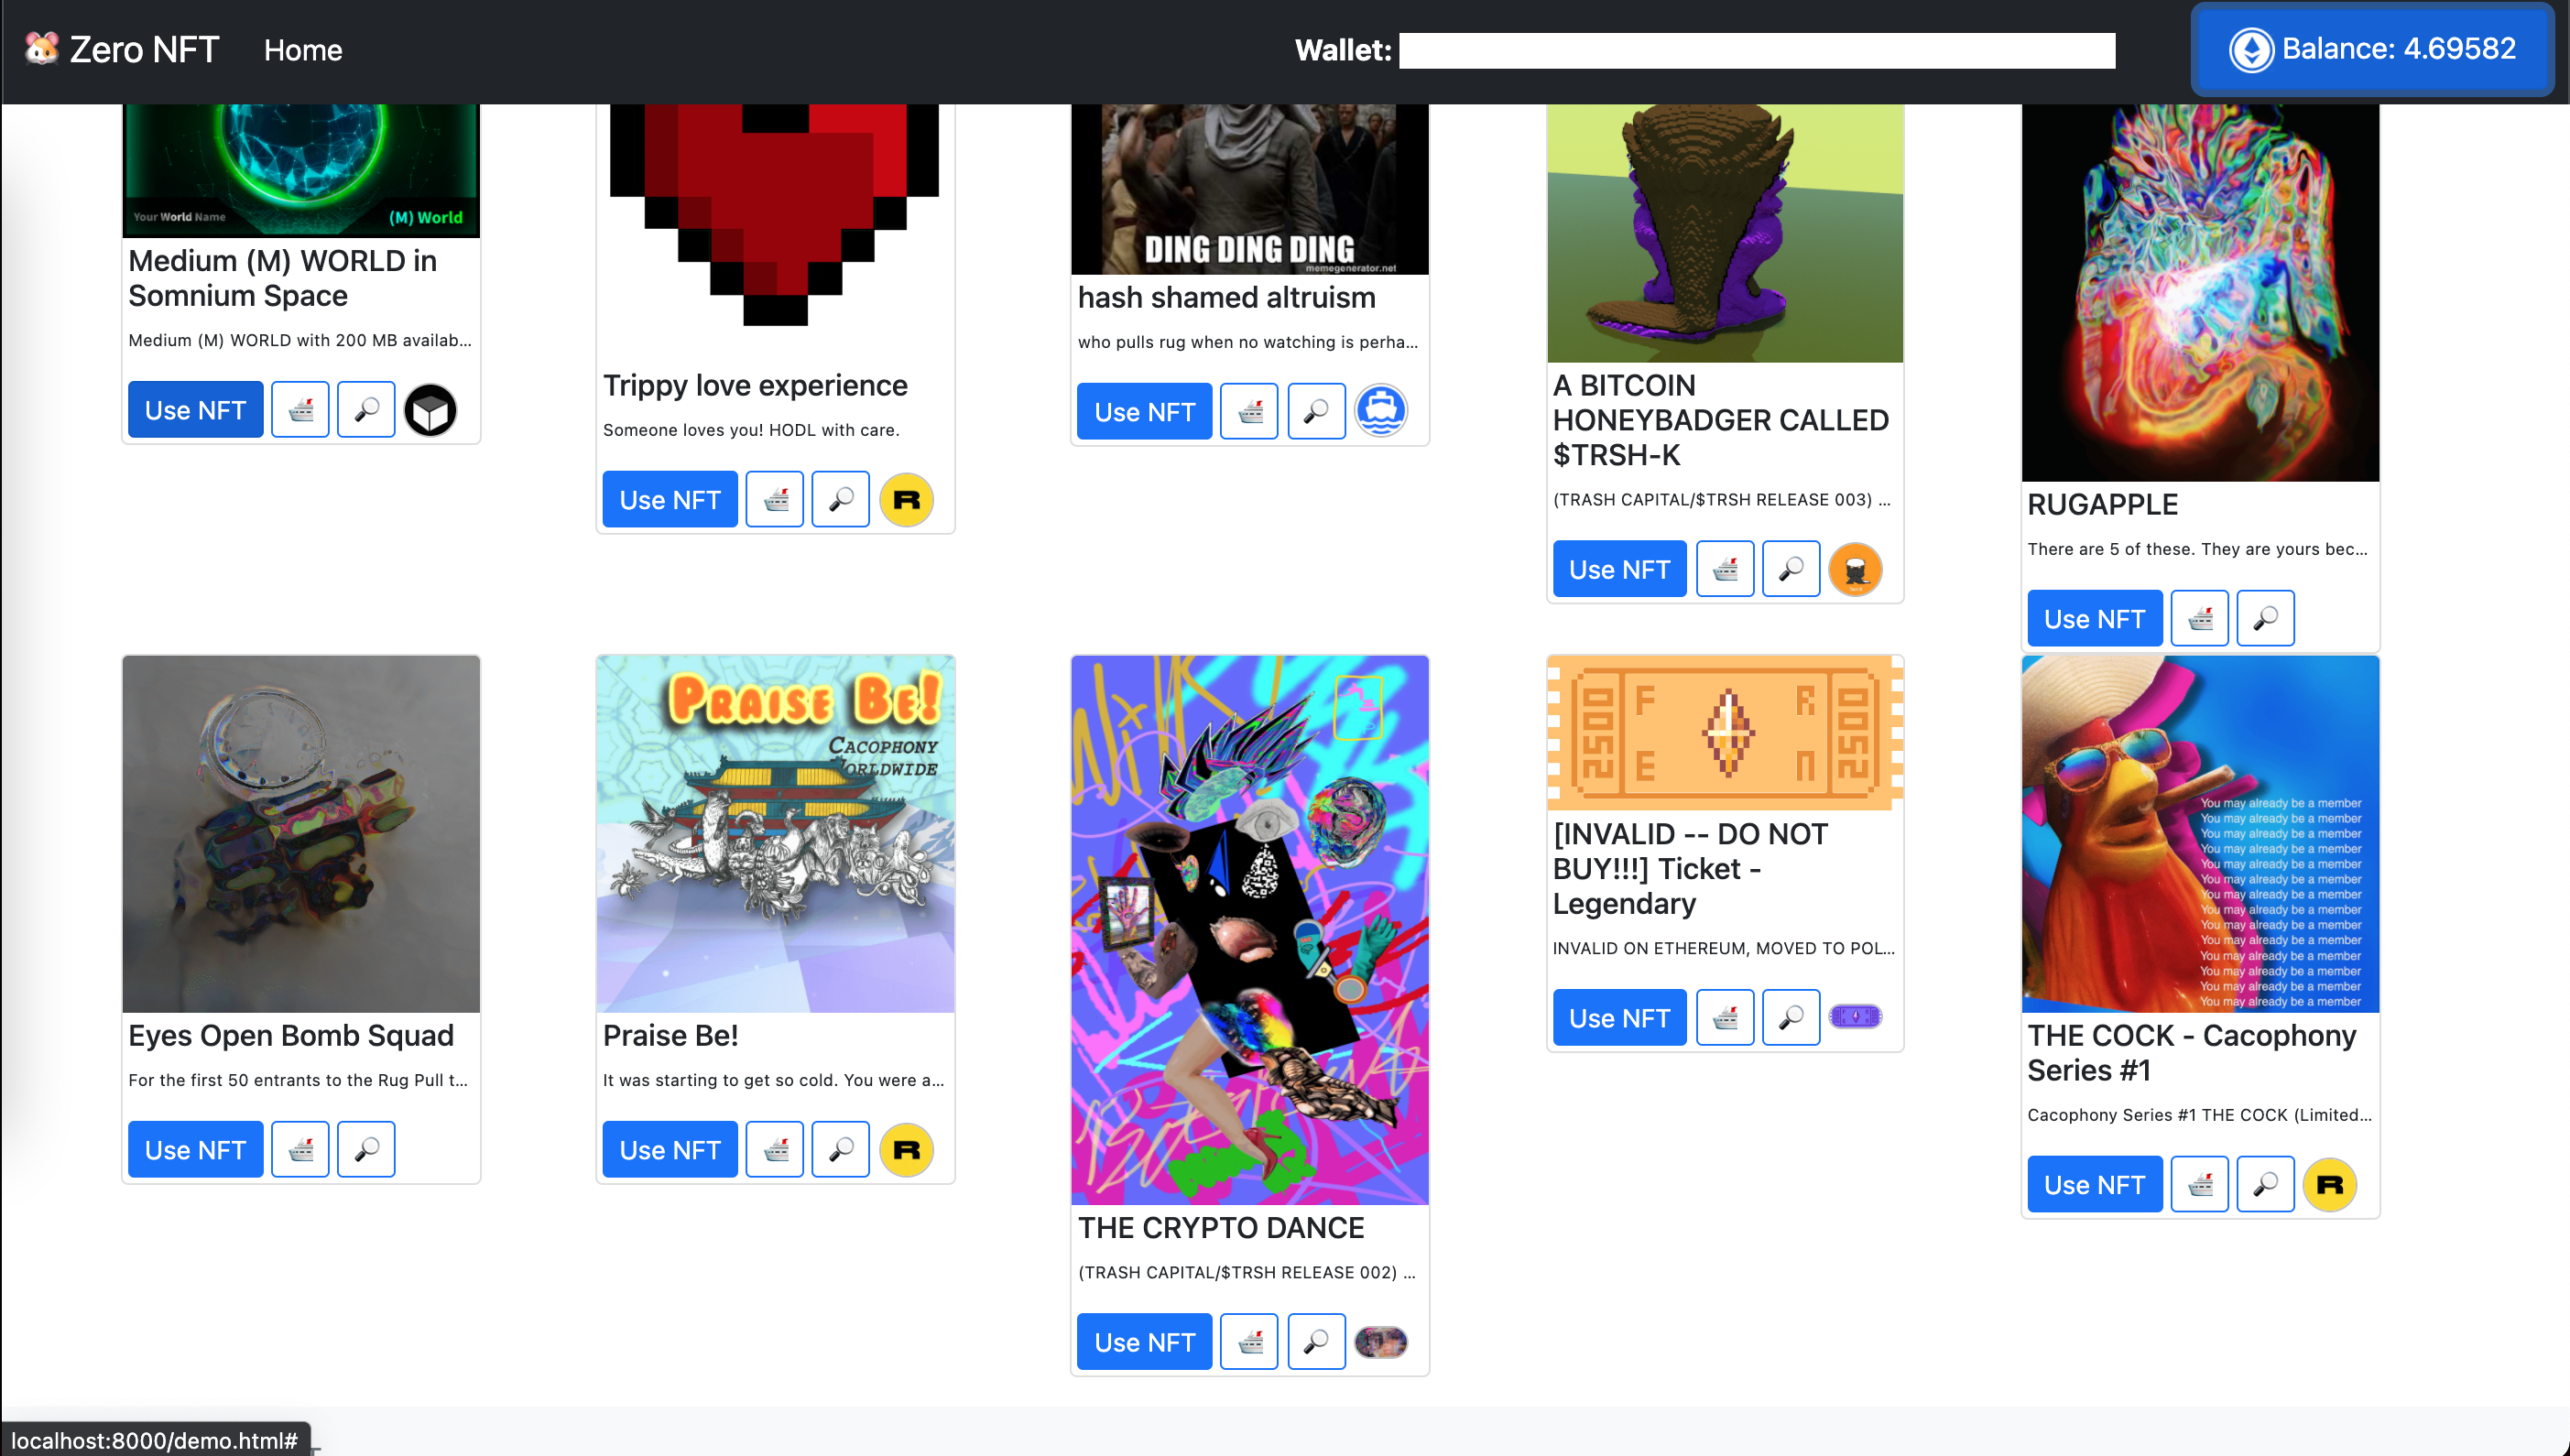 Zero NFT
Home
Wallet:
Balance: 4.69582
Your World Name
(M) World
Medium (M) WORLD in
Somnium Space
Medium (M) WORLD with 200 MB availab...
Use NFT
Trippy love experience
Someone loves you! HODL with care.
Use NFT
R
DING DING DING
memegenerator.net
hash shamed altruism
who pulls rug when no watching is perha...
Use NFT
A BITCOIN
HONEYBADGER CALLED
$TRSH-K
(TRASH CAPITAL/$TRSH RELEASE 003) ...
Use NFT
RUGAPPLE
There are 5 of these. They are yours bec...
Use NFT
Eyes Open Bomb Squad
For the first 50 entrants to the Rug Pull t...
Use NFT
PRAISE BE!
CACOPHONY
WORLDWIDE
Praise Be!
It was starting to get so cold. You were a...
Use NFT
R
THE CRYPTO DANCE
(TRASH CAPITAL/$TRSH RELEASE 002) ...
Use NFT
F R
E N
[INVALID -- DO NOT
BUY!!!] Ticket -
Legendary
INVALID ON ETHEREUM, MOVED TO POL...
Use NFT
You may already be a member
You may already be a member
You may already be a member
You may already be a member
You may already be a member
You may already be a member
You may already be a member
You may already be a member
You may already be a member
You may already be a member
You may already be a member
You may already be a member
You may already be a member
You may already be a member
THE COCK - Cacophony
Series #1
Cacophony Series #1 THE COCK (Limited...
Use NFT
R
localhost:8000/demo.html#